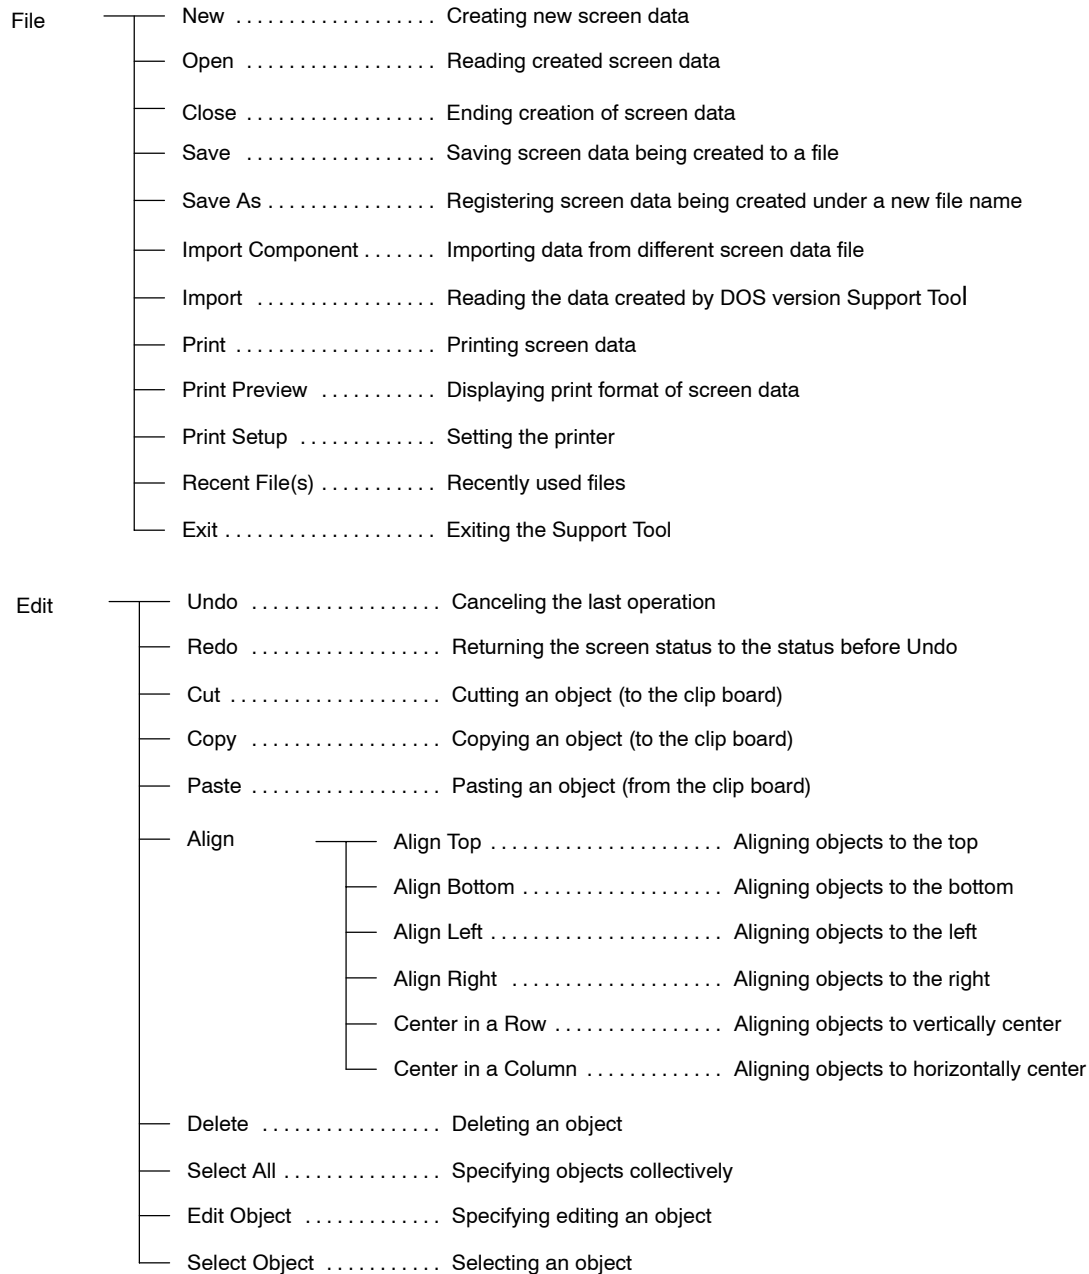 File New . . . . . . . . . . . . . . . . . . . Creating new screen data
Open . . . . . . . . . . . . . . . . . . Reading created screen data
Close . . . . . . . . . . . . . . . . . . Ending creation of screen data
Save . . . . . . . . . . . . . . . . . . Saving screen data being created to a file
Save As . . . . . . . . . . . . . . . . Registering screen data being created under a new file name
Import Component . . . . . . . Importing data from different screen data file
Import . . . . . . . . . . . . . . . . . Reading the data created by DOS version Support Tool
Print . . . . . . . . . . . . . . . . . . . Printing screen data
Print Preview . . . . . . . . . . . Displaying print format of screen data
Print Setup . . . . . . . . . . . . . Setting the printer
Recent File(s) . . . . . . . . . . . Recently used files
Exit . . . . . . . . . . . . . . . . . . . . Exiting the Support Tool
Edit Undo . . . . . . . . . . . . . . . . . . Canceling the last operation
Redo . . . . . . . . . . . . . . . . . . Returning the screen status to the status before Undo
Cut . . . . . . . . . . . . . . . . . . . . Cutting an object (to the clip board)
Copy . . . . . . . . . . . . . . . . . . Copying an object (to the clip board)
Paste . . . . . . . . . . . . . . . . . . Pasting an object (from the clip board)
Align Align Top . . . . . . . . . . . . . . . . . . . . . . Aligning objects to the top
Align Bottom . . . . . . . . . . . . . . . . . . . Aligning objects to the bottom
Align Left . . . . . . . . . . . . . . . . . . . . . . Aligning objects to the left
Align Right . . . . . . . . . . . . . . . . . . . . Aligning objects to the right
Center in a Row . . . . . . . . . . . . . . . . Aligning objects to vertically center
Center in a Column . . . . . . . . . . . . . Aligning objects to horizontally center
Delete . . . . . . . . . . . . . . . . . Deleting an object
Select All . . . . . . . . . . . . . . . Specifying objects collectively
Edit Object . . . . . . . . . . . . . Specifying editing an object
Select Object . . . . . . . . . . . Selecting an object